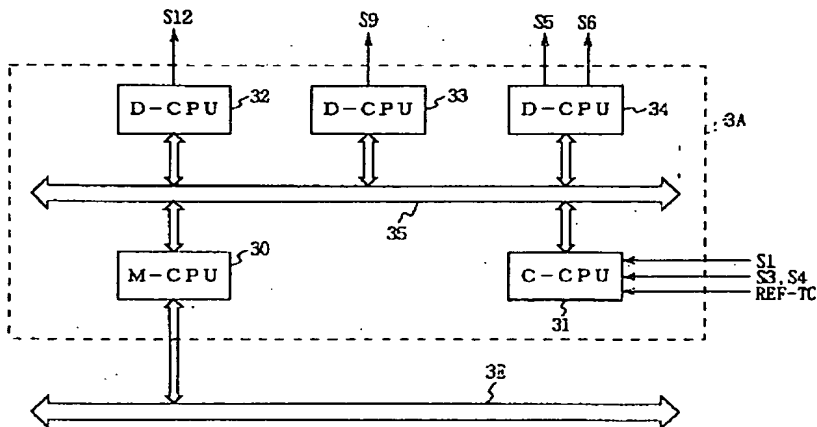 S12 S9 S5 S6
D-CPU 32 D-CPU 33 D-CPU 34
3A
35
M-CPU 30 C-CPU 31
S1
S3, S4
REF-TC
3E